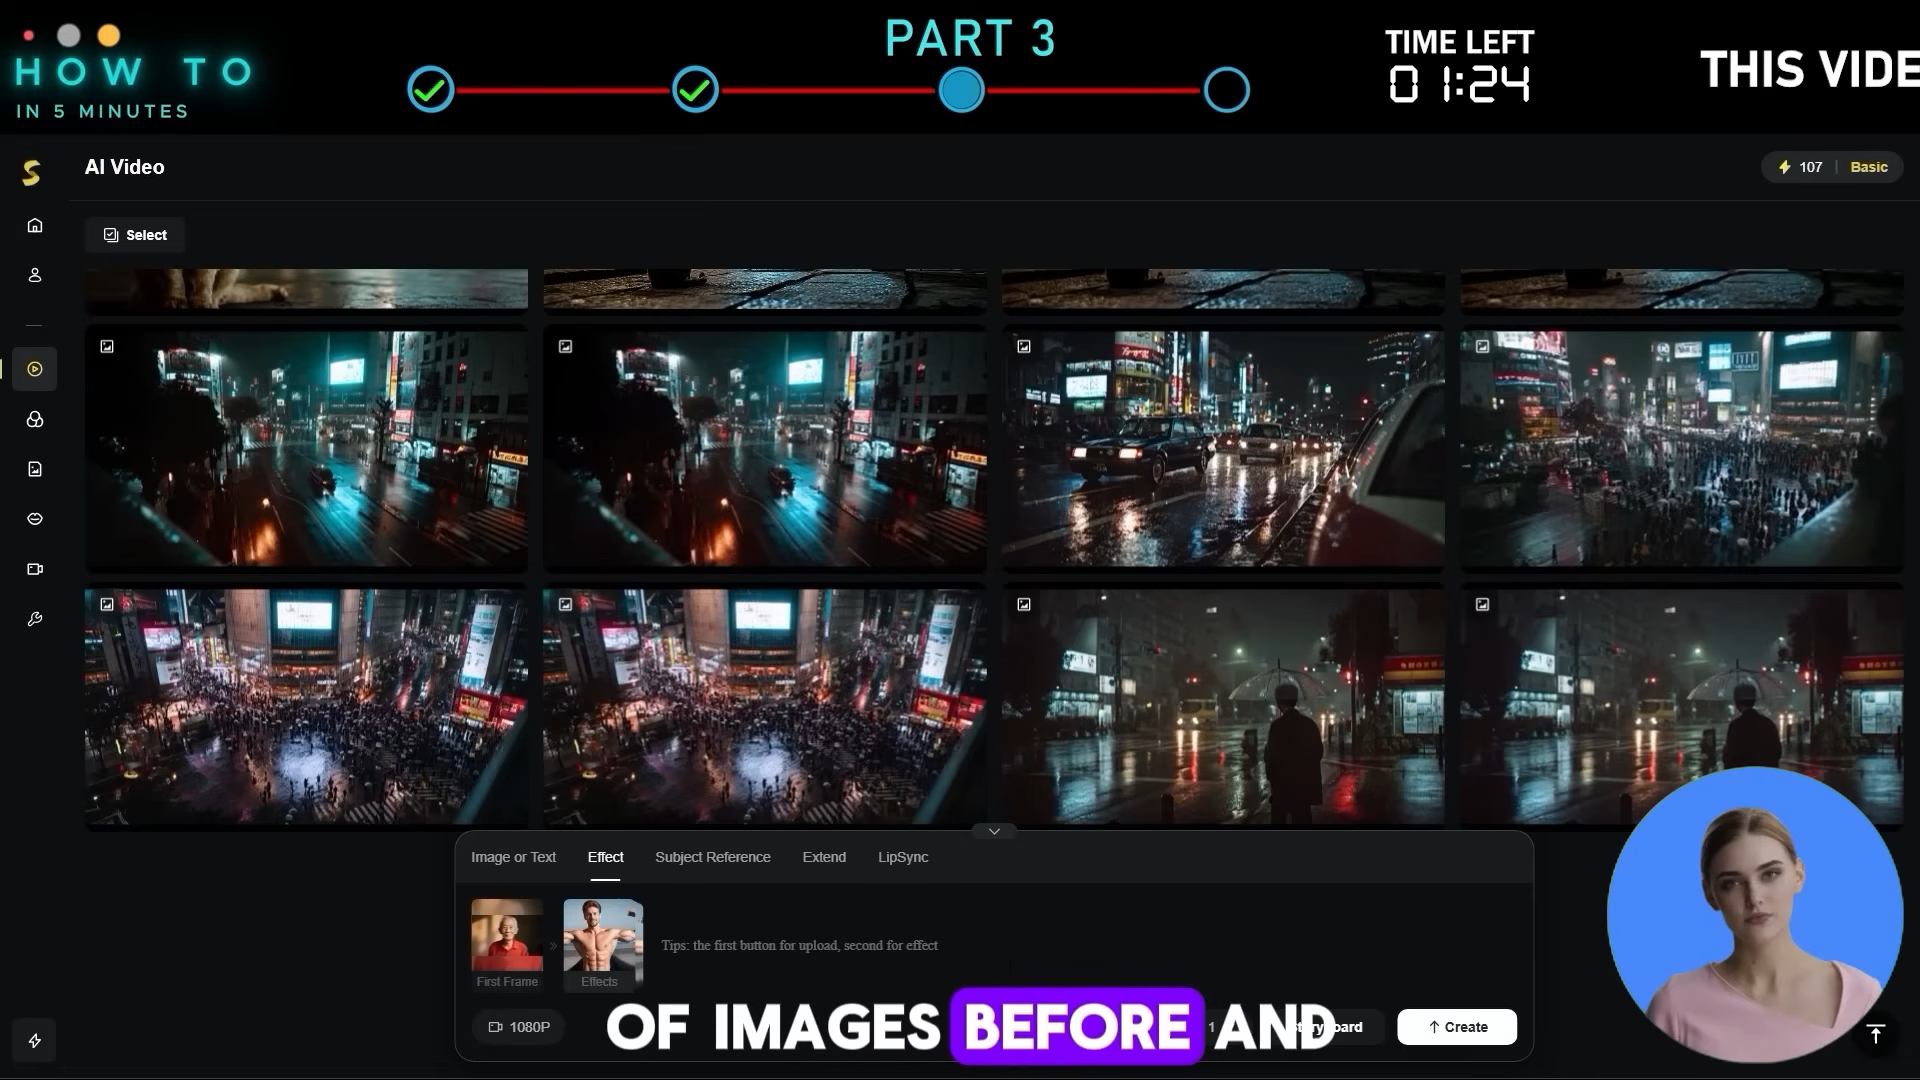 HOW TO
IN 5 MINUTES
PART 3
TIME LEFT
01:24
THIS VIDE
AI Video
107
Basic
Select
Image or Text
Effect
Subject Reference
Extend
LipSync
First Frame
Effects
Tips: the first button for upload, second for effect
1080P
OF IMAGES BEFORE AND
1
Create